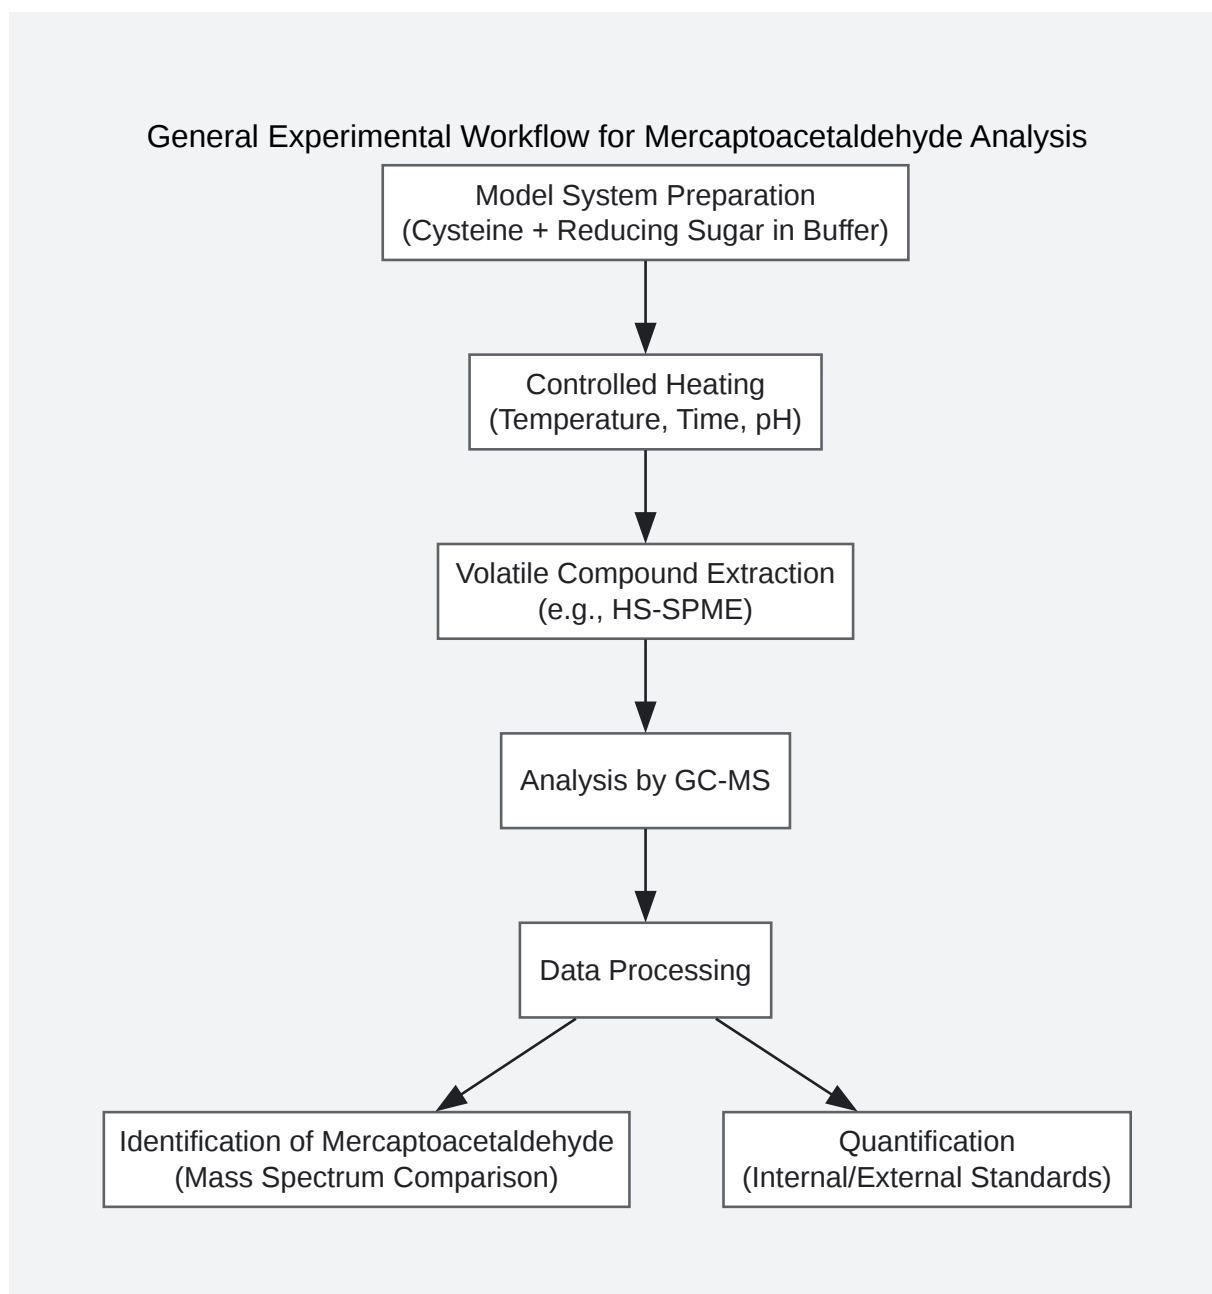 General Experimental Workflow for Mercaptoacetaldehyde Analysis
Model System Preparation
(Cysteine + Reducing Sugar in Buffer)
Controlled Heating
(Temperature, Time, pH)
Volatile Compound Extraction
(e.g., HS-SPME)
Analysis by GC-MS
Data Processing
Identification of Mercaptoacetaldehyde
(Mass Spectrum Comparison)
Quantification
(Internal/External Standards)